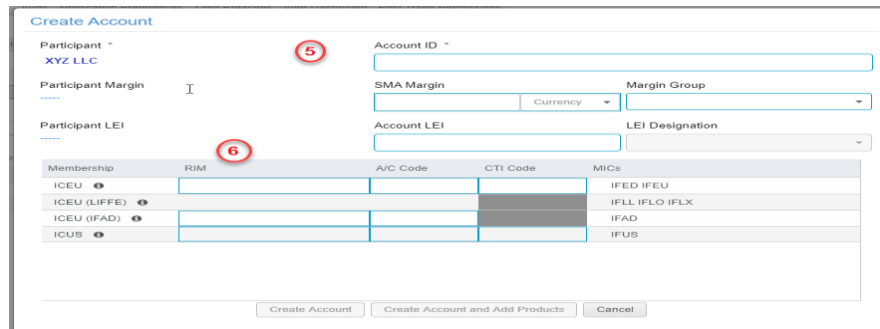 Create Account
Participant * Account ID *
5
XYZ LLC
Participant Margin SMA Margin Margin Group
----- Currency
Participant LEI Account LEI LEI Designation
-----
6
Membership RIM A/C Code CTI Code MICs
ICEU IFED IFEU
ICEU (LIFFE) IFLL IFLO IFLX
ICEU (IFAD) IFAD
ICUS IFUS
Create Account Create Account and Add Products Cancel